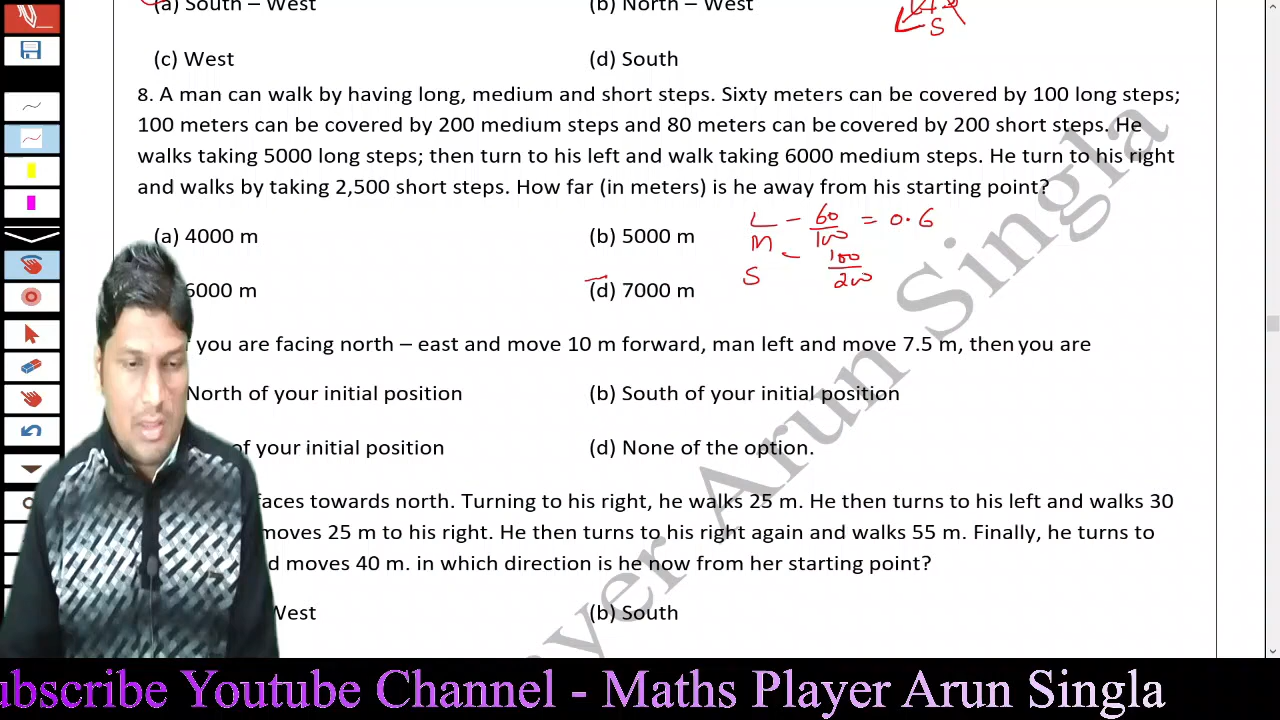 (a) South – West (b) North – West
S
(c) West (d) South
8. A man can walk by having long, medium and short steps. Sixty meters can be covered by 100 long steps;
100 meters can be covered by 200 medium steps and 80 meters can be covered by 200 short steps. He
walks taking 5000 long steps; then turn to his left and walk taking 6000 medium steps. He turn to his right
and walks by taking 2,500 short steps. How far (in meters) is he away from his starting point?
L – 60/100 = 0.6
(a) 4000 m (b) 5000 m
M – 100/200
S
6000 m (d) 7000 m
you are facing north – east and move 10 m forward, man left and move 7.5 m, then you are
North of your initial position (b) South of your initial position
of your initial position (d) None of the option.
faces towards north. Turning to his right, he walks 25 m. He then turns to his left and walks 30
moves 25 m to his right. He then turns to his right again and walks 55 m. Finally, he turns to
d moves 40 m. in which direction is he now from her starting point?
West (b) South
ayer Arun Singla
ubscribe Youtube Channel - Maths Player Arun Singla